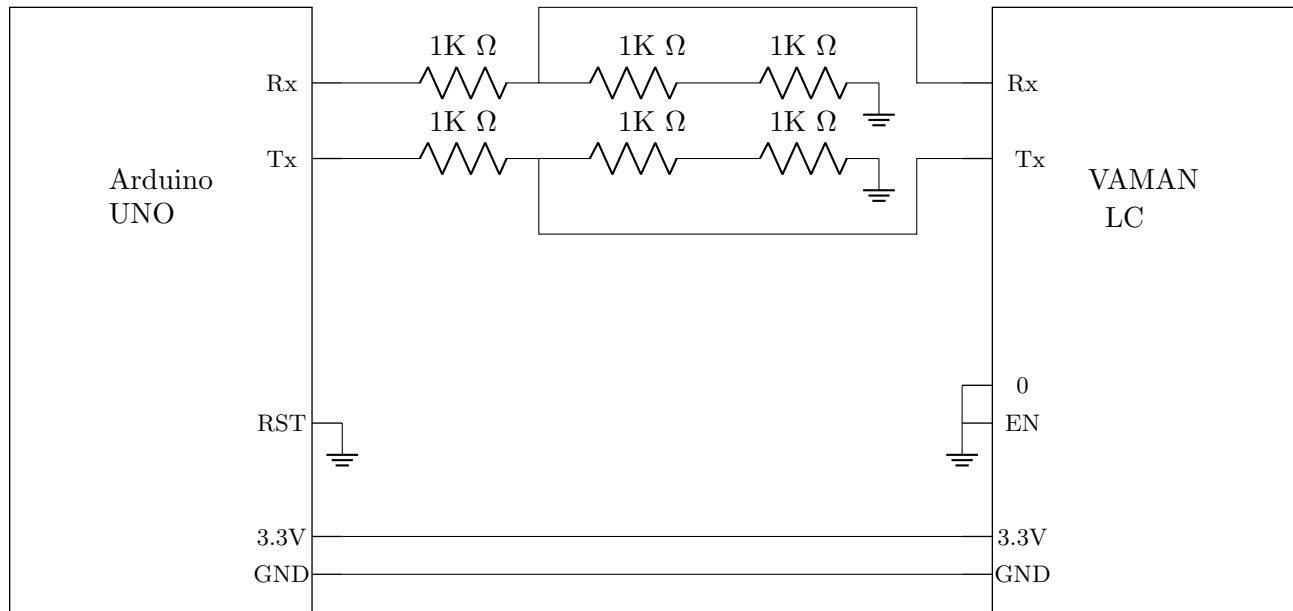 1K Ω 1K Ω 1K Ω
Rx Rx
1K Ω 1K Ω 1K Ω
Tx Tx
Arduino
UNO
VAMAN
LC
0
RST EN
3.3V 3.3V
GND GND